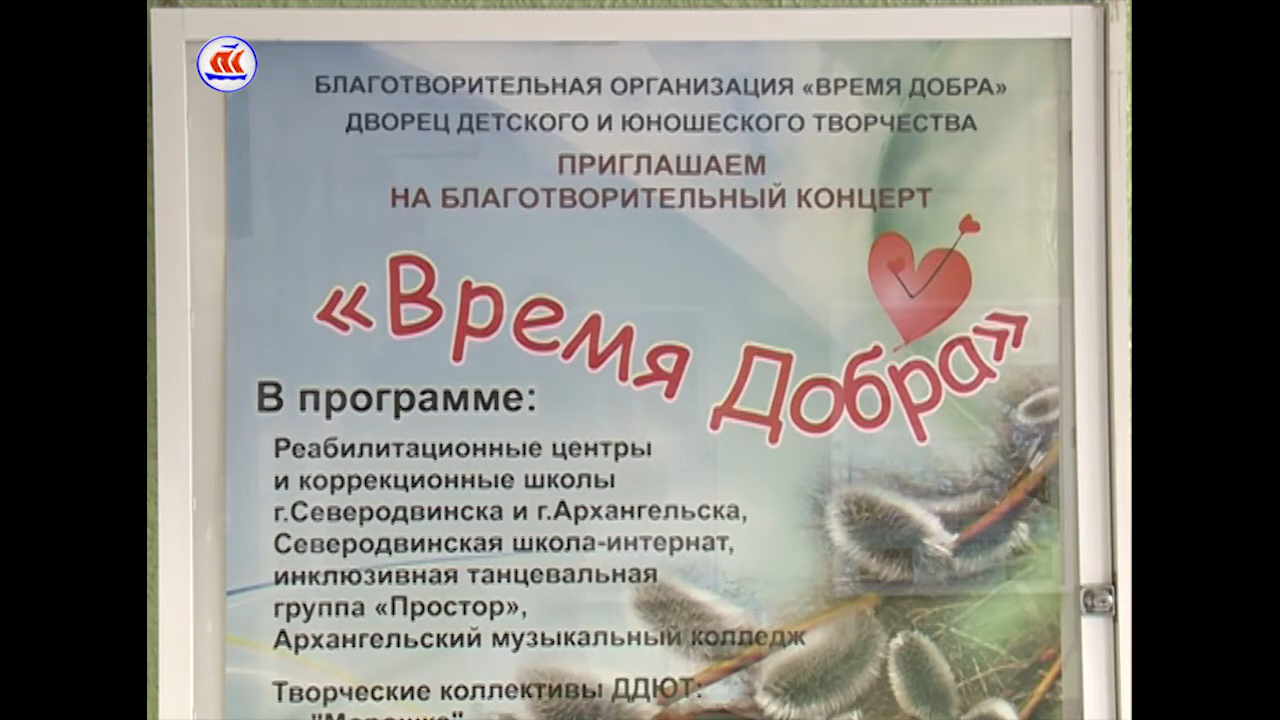 БЛАГОТВОРИТЕЛЬНАЯ ОРГАНИЗАЦИЯ «ВРЕМЯ ДОБРА»
ДВОРЕЦ ДЕТСКОГО И ЮНОШЕСКОГО ТВОРЧЕСТВА
ПРИГЛАШАЕМ
НА БЛАГОТВОРИТЕЛЬНЫЙ КОНЦЕРТ
«Время Добра»
В программе:
Реабилитационные центры
и коррекционные школы
г.Северодвинска и г.Архангельска,
Северодвинская школа-интернат,
инклюзивная танцевальная
группа «Простор»,
Архангельский музыкальный колледж
Творческие коллективы ДДЮТ:
"Морошка"